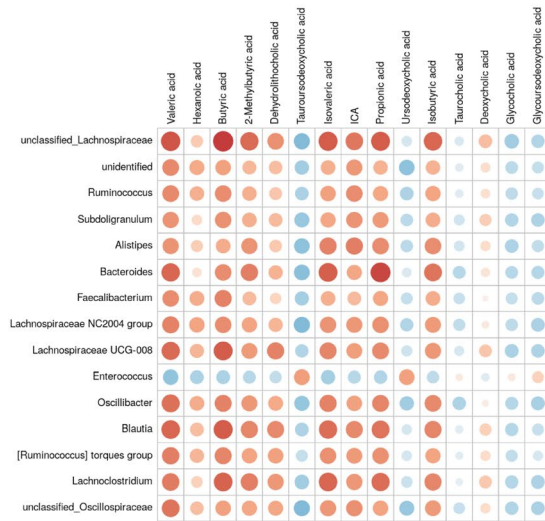 Valeric acid
Hexanoic acid
Butyric acid
2-Methylbutyric acid
Dehydrolithocholic acid
Tauroursodeoxycholic acid
Isovaleric acid
ICA
Propionic acid
Ursodeoxycholic acid
Isobutyric acid
Taurocholic acid
Deoxycholic acid
Glycocholic acid
Glycoursodeoxycholic acid
unclassified_Lachnospiraceae
unidentified
Ruminococcus
Subdoligranulum
Alistipes
Bacteroides
Faecalibacterium
Lachnospiraceae NC2004 group
Lachnospiraceae UCG-008
Enterococcus
Oscillibacter
Blautia
[Ruminococcus] torques group
Lachnoclostridium
unclassified_Oscillospiraceae